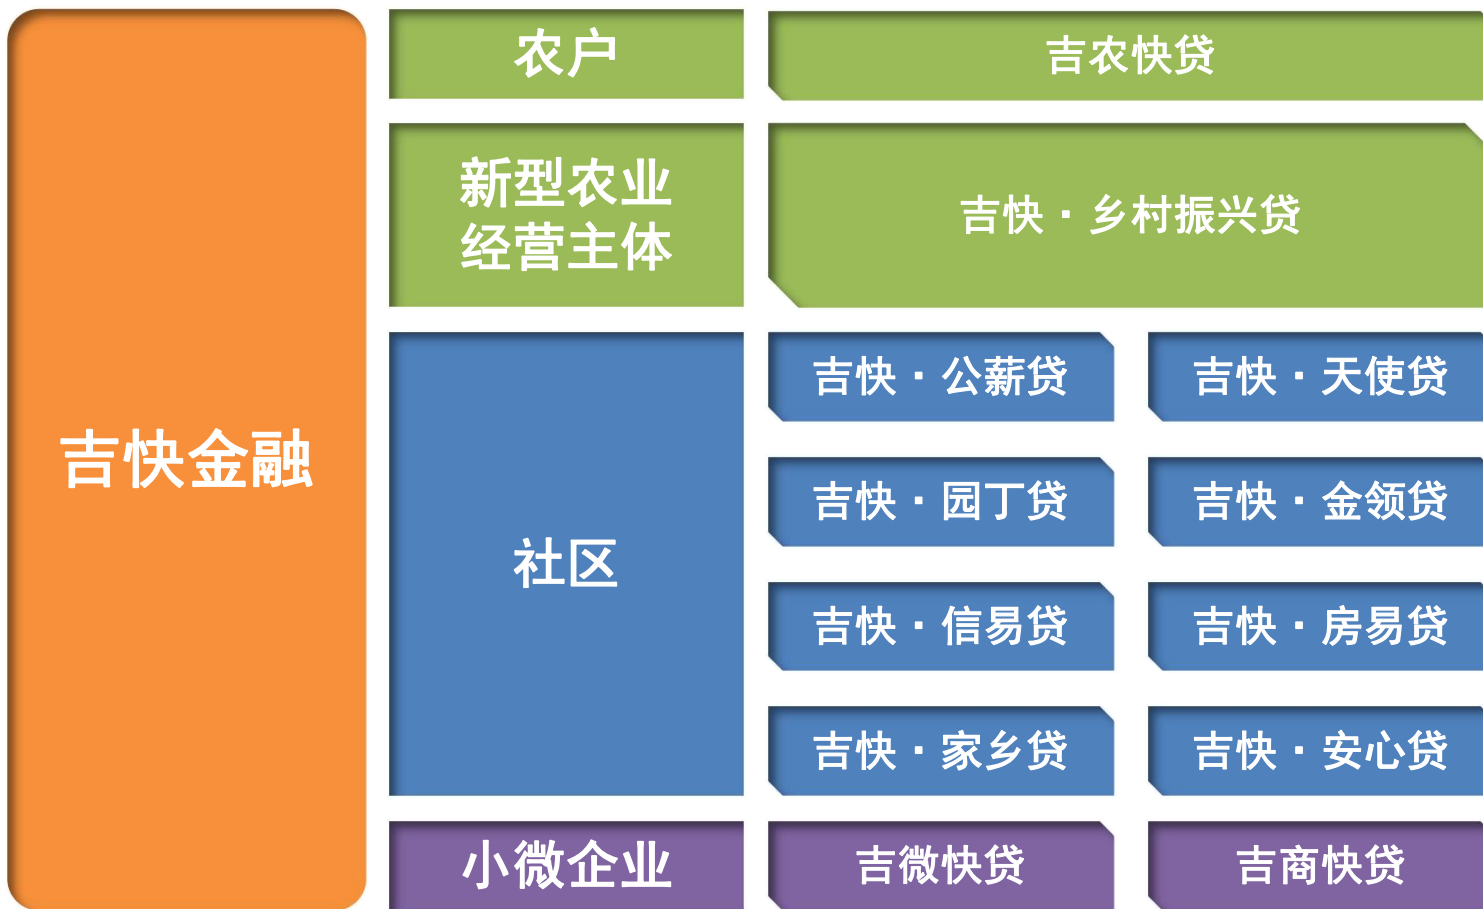 吉快金融
农户
吉农快贷
新型农业
经营主体
吉快·乡村振兴贷
社区
吉快·公薪贷
吉快·天使贷
吉快·园丁贷
吉快·金领贷
吉快·信易贷
吉快·房易贷
吉快·家乡贷
吉快·安心贷
小微企业
吉微快贷
吉商快贷